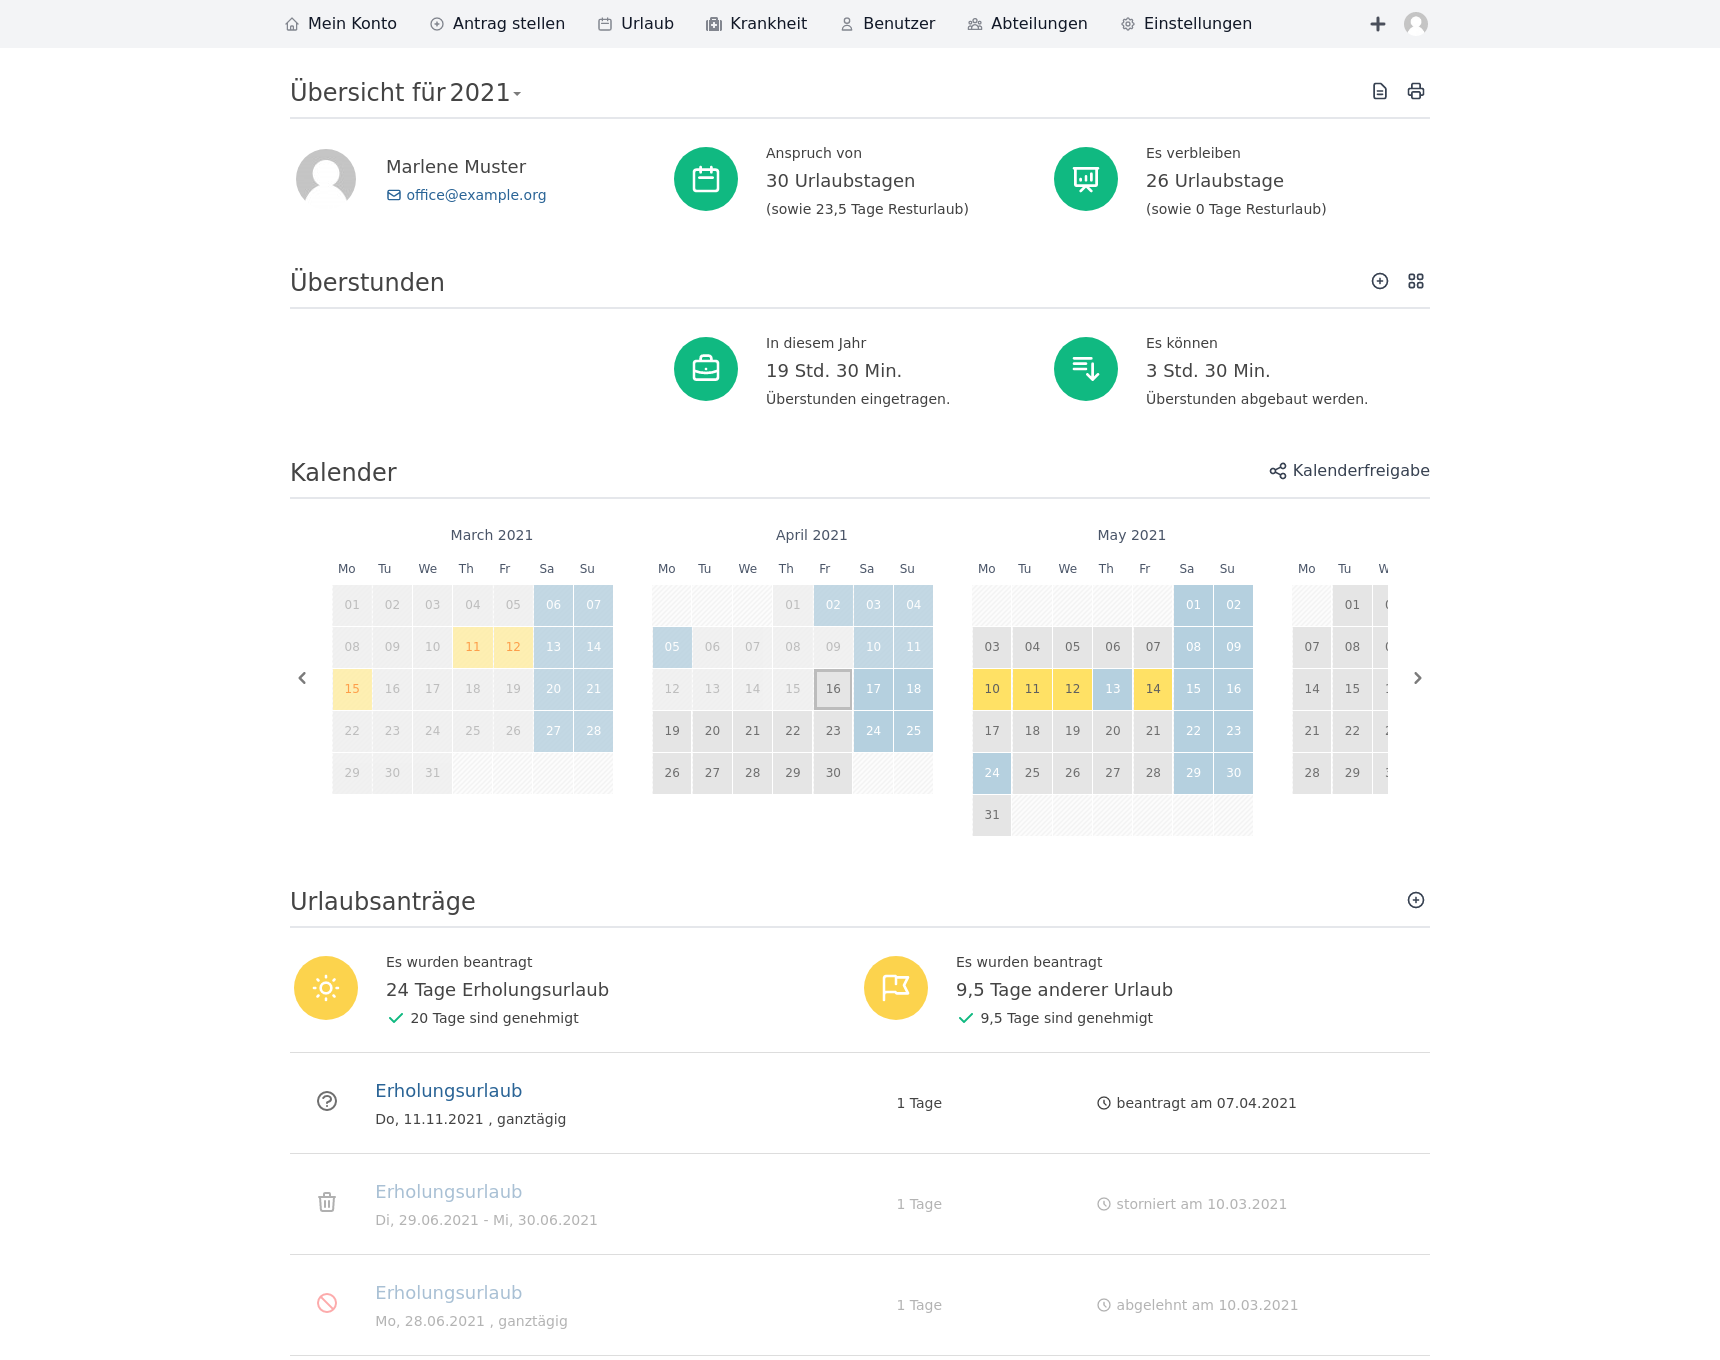 Mein Konto Antrag stellen Urlaub Krankheit Benutzer Abteilungen Einstellungen
Übersicht für 2021
Marlene Muster
office@example.org
Anspruch von
30 Urlaubstagen
(sowie 23,5 Tage Resturlaub)
Es verbleiben
26 Urlaubstage
(sowie 0 Tage Resturlaub)
Überstunden
In diesem Jahr
19 Std. 30 Min.
Überstunden eingetragen.
Es können
3 Std. 30 Min.
Überstunden abgebaut werden.
Kalender
Kalenderfreigabe
March 2021
Mo Tu We Th Fr Sa Su
01 02 03 04 05 06 07
08 09 10 11 12 13 14
15 16 17 18 19 20 21
22 23 24 25 26 27 28
29 30 31
April 2021
Mo Tu We Th Fr Sa Su
01 02 03 04
05 06 07 08 09 10 11
12 13 14 15 16 17 18
19 20 21 22 23 24 25
26 27 28 29 30
May 2021
Mo Tu We Th Fr Sa Su
01 02
03 04 05 06 07 08 09
10 11 12 13 14 15 16
17 18 19 20 21 22 23
24 25 26 27 28 29 30
31
Mo Tu
01
07 08
14 15
21 22
28 29
Urlaubsanträge
Es wurden beantragt
24 Tage Erholungsurlaub
20 Tage sind genehmigt
Es wurden beantragt
9,5 Tage anderer Urlaub
9,5 Tage sind genehmigt
Erholungsurlaub
Do, 11.11.2021 , ganztägig
1 Tage
beantragt am 07.04.2021
Erholungsurlaub
Di, 29.06.2021 - Mi, 30.06.2021
1 Tage
storniert am 10.03.2021
Erholungsurlaub
Mo, 28.06.2021 , ganztägig
1 Tage
abgelehnt am 10.03.2021